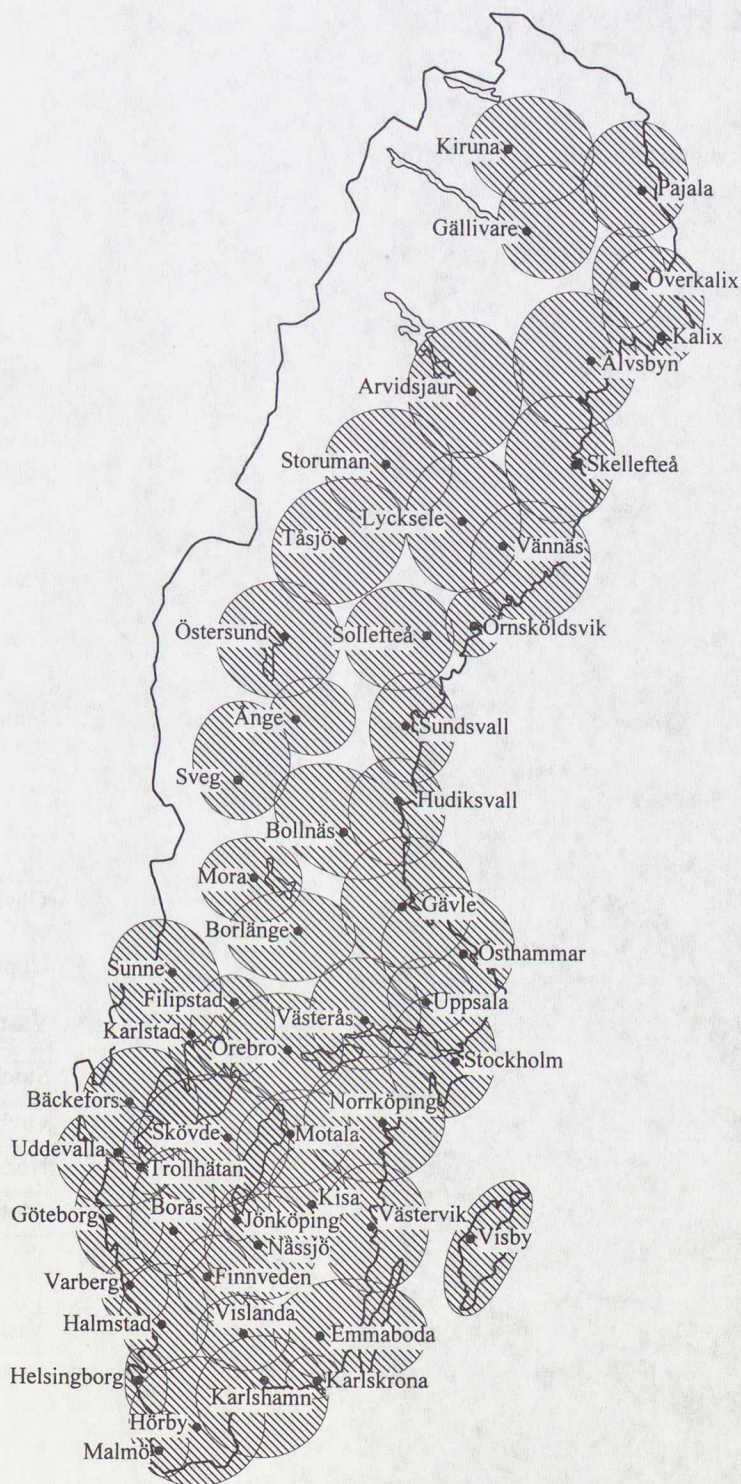 Kiruna
Pajala
Gällivare
Överkalix
Kalix
Älvsbyn
Arvidsjaur
Storuman
Skellefteå
Lycksele
Tåsjö
Vännäs
Östersund
Sollefteå
Örnsköldsvik
Ånge
Sundsvall
Sveg
Hudiksvall
Bollnäs
Mora
Gävle
Borlänge
Östhammar
Sunne
Filipstad
Uppsala
Västerås
Karlstad
Örebro
Stockholm
Bäckefors
Norrköping
Skövde
Motala
Uddevalla
Trollhätan
Kisa
Göteborg
Borås
Jönköping
Västervik
Visby
Nässjö
Varberg
Finnveden
Halmstad
Vislanda
Emmaboda
Helsingborg
Karlshamn
Karlskrona
Hörby
Malmö